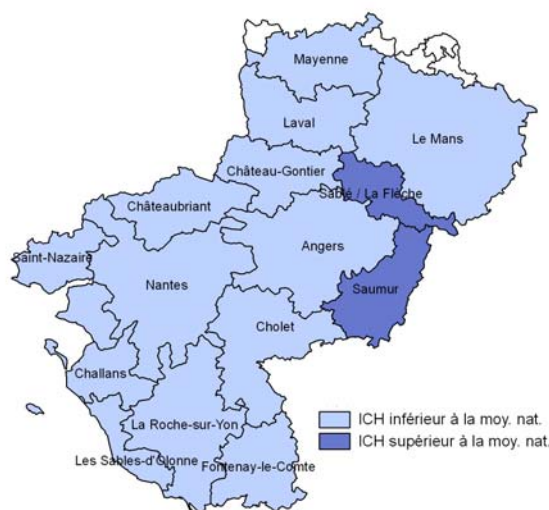 Mayenne
Laval
Le Mans
Château-Gontier
Sablé / La Flèche
Châteaubriant
Angers
Saint-Nazaire
Nantes
Saumur
Cholet
Challans
La Roche-sur-Yon
Les Sables-d'Olonne
Fontenay-le-Comte
ICH inférieur à la moy. nat.
ICH supérieur à la moy. nat.